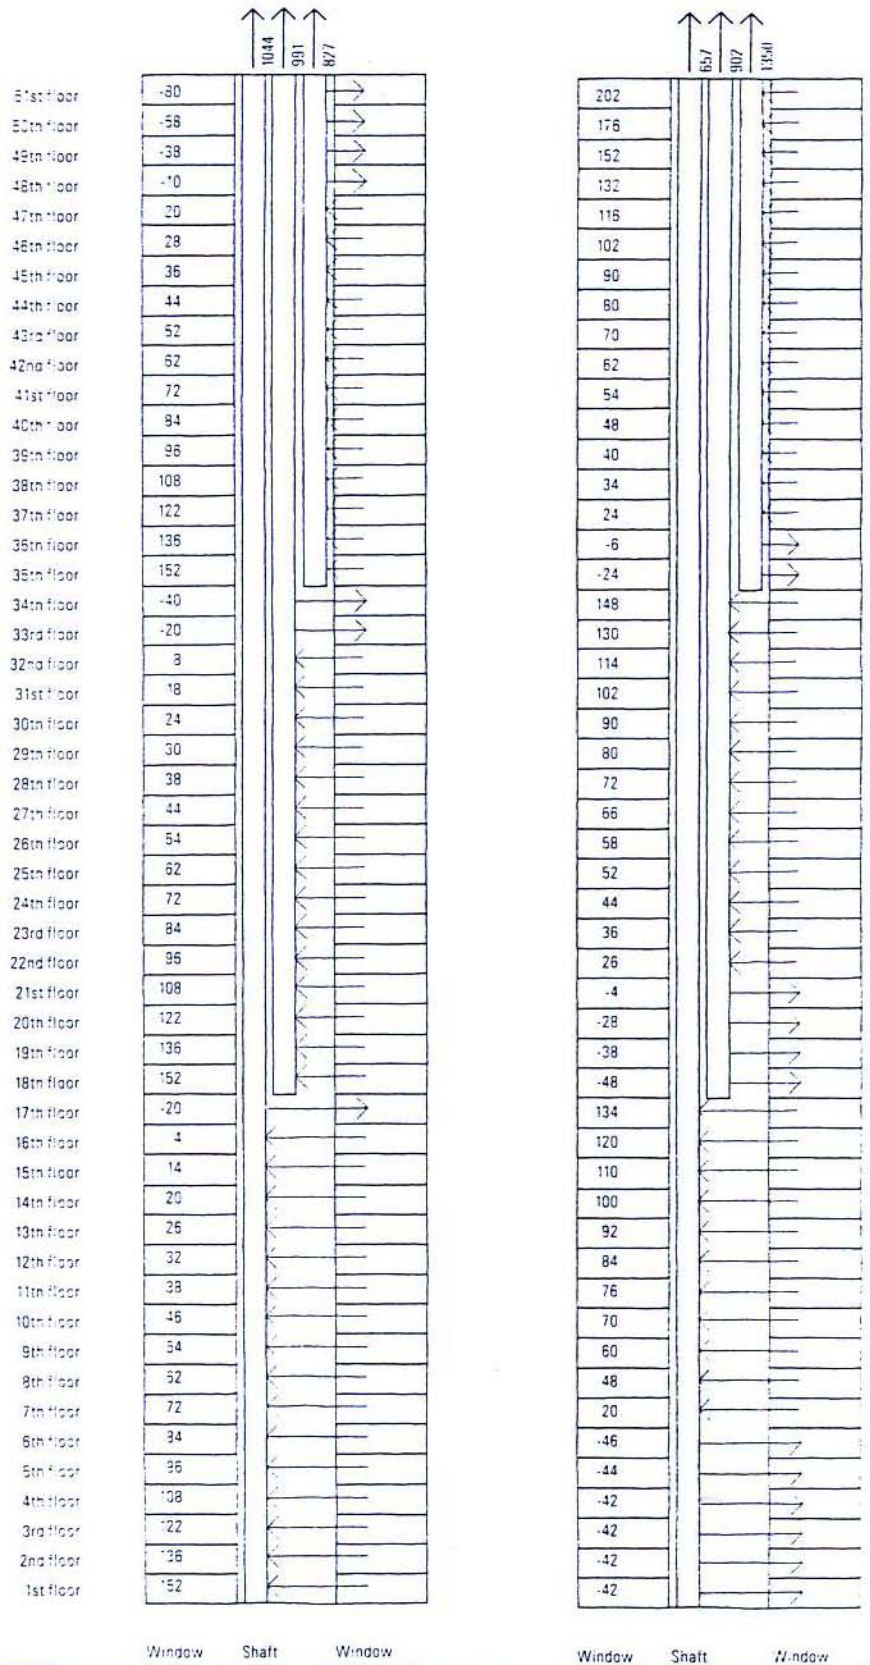 1044 991 827 657 902 1350
51st floor -80 202
50th floor -58 176
49th floor -38 152
48th floor -10 132
47th floor 20 116
46th floor 28 102
45th floor 36 90
44th floor 44 80
43rd floor 52 70
42nd floor 62 62
41st floor 72 54
40th floor 84 48
39th floor 96 40
38th floor 108 34
37th floor 122 24
36th floor 136 -6
35th floor 152 -24
34th floor -40 148
33rd floor -20 130
32nd floor 8 114
31st floor 18 102
30th floor 24 90
29th floor 30 80
28th floor 38 72
27th floor 44 66
26th floor 54 58
25th floor 62 52
24th floor 72 44
23rd floor 84 36
22nd floor 96 26
21st floor 108 -4
20th floor 122 -28
19th floor 136 -38
18th floor 152 -48
17th floor -20 134
16th floor 4 120
15th floor 14 110
14th floor 20 100
13th floor 26 92
12th floor 32 84
11th floor 38 76
10th floor 46 70
9th floor 54 60
8th floor 62 48
7th floor 72 20
6th floor 84 -46
5th floor 96 -44
4th floor 108 -42
3rd floor 122 -42
2nd floor 136 -42
1st floor 152 -42
Window Shaft Window Window Shaft Window